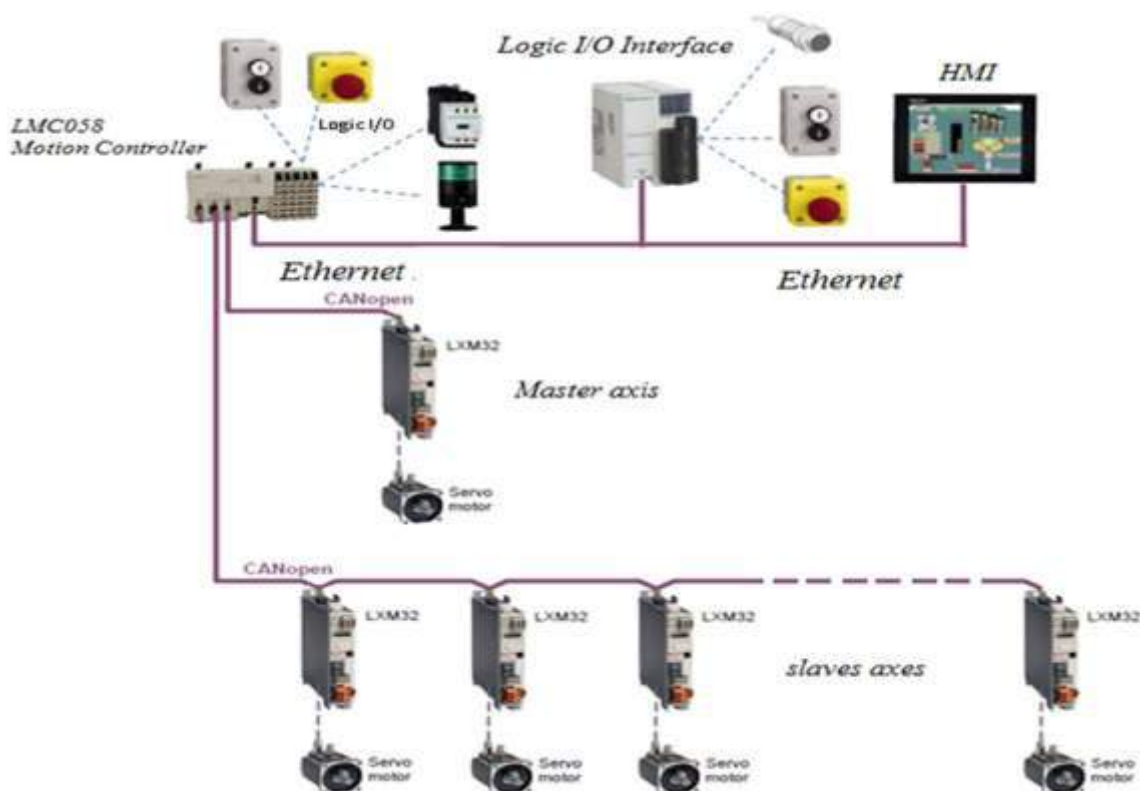 Logic I/O Interface
HMI
LMC058
Motion Controller
Logic I/O
Ethernet .
Ethernet
CANopen
LXM32
Master axis
Servo
motor
CANopen
LXM32
LXM32
LXM32
LXM32
slaves axes
Servo
motor
Servo
motor
Servo
motor
Servo
motor